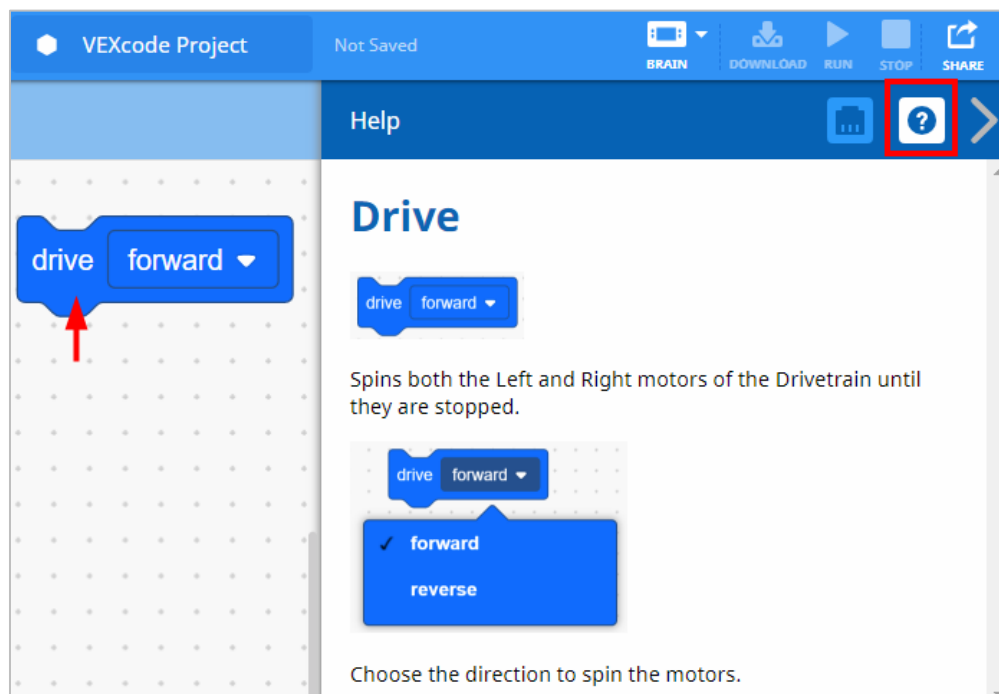 VEXcode Project
Not Saved
BRAIN
DOWNLOAD
RUN
STOP
SHARE
Help
?
drive forward
Drive
drive forward
Spins both the Left and Right motors of the Drivetrain until
they are stopped.
drive forward
✓ forward
reverse
Choose the direction to spin the motors.